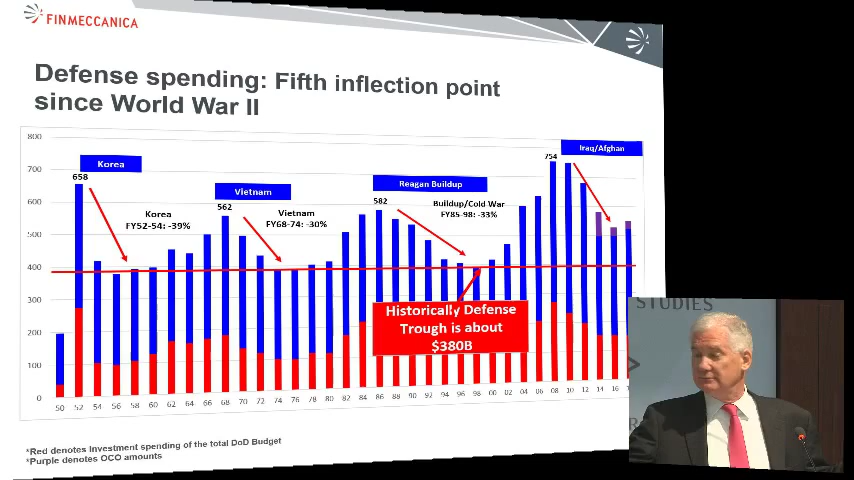 FINMECCANICA
Defense spending: Fifth inflection point
since World War II
800
700
600
500
400
300
200
100
0
Korea
658
Korea
FY52-54: -39%
Vietnam
562
Vietnam
FY68-74: -30%
Reagan Buildup
582
Buildup/Cold War
FY85-98: -33%
754
Iraq/Afghan
Historically Defense
Trough is about
$380B
50 52 54 56 58 60 62 64 66 68 70 72 74 76 78 80 82 84 86 88 90 92 94 96 98 00 02 04 06 08 10 12 14 16
*Red denotes Investment spending of the total DoD Budget
*Purple denotes OCO amounts
STUDIES